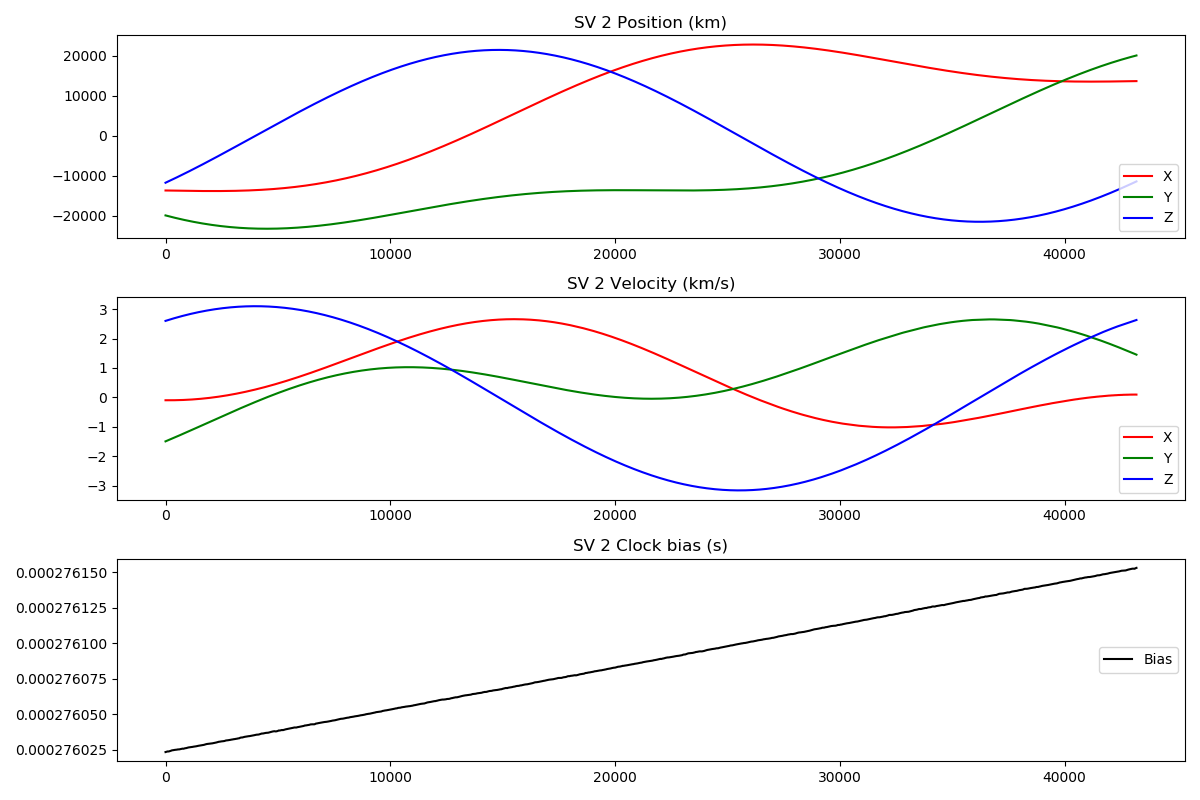 SV 2 Position (km)
20000
10000
0
−10000
−20000
X
Y
Z
0 10000 20000 30000 40000
SV 2 Velocity (km/s)
3
2
1
0
−1
−2
−3
X
Y
Z
0 10000 20000 30000 40000
SV 2 Clock bias (s)
0.000276150
0.000276125
0.000276100
0.000276075
0.000276050
0.000276025
Bias
0 10000 20000 30000 40000